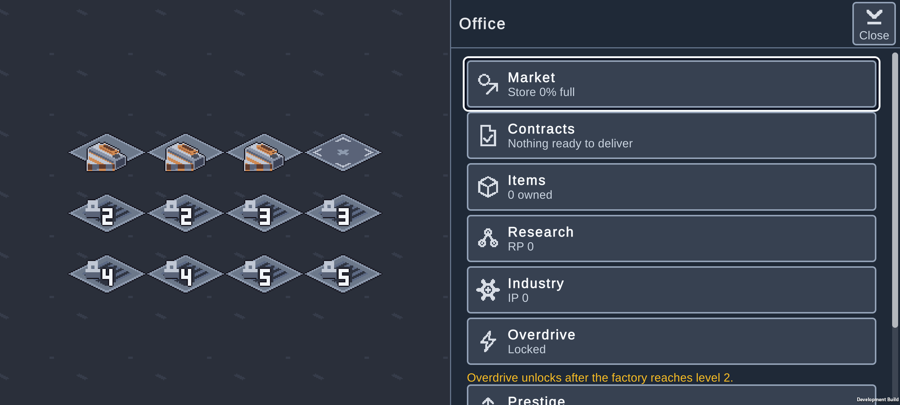 Office
Close
Market
Store 0% full
Contracts
Nothing ready to deliver
Items
0 owned
Research
RP 0
Industry
IP 0
Overdrive
Locked
Overdrive unlocks after the factory reaches level 2.
Prestige
2 2 3 3
4 4 5 5
Development Build